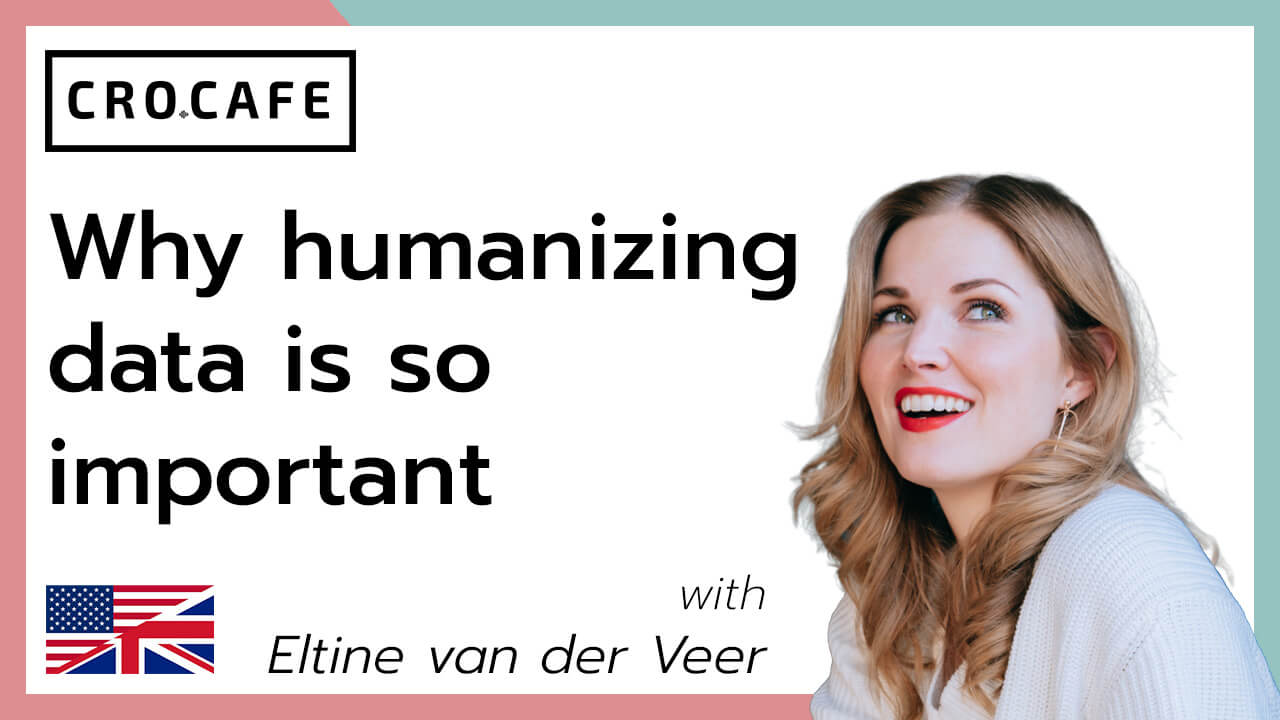 CRO.CAFE
Why humanizing
data is so
important
with
Eltine van der Veer